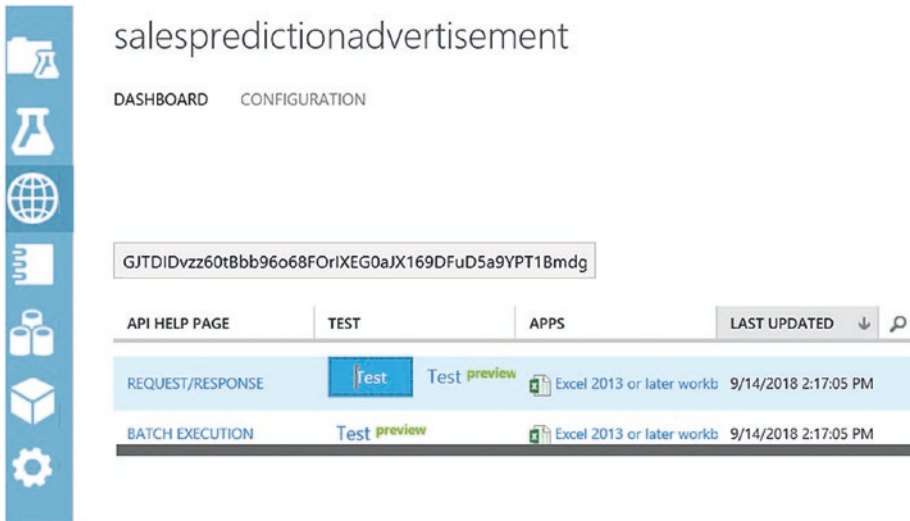 salespredictionadvertisement
DASHBOARD CONFIGURATION
GJTDIDvzz60tBbb96o68FOrIXEG0aJX169DFuD5a9YPT1Bmdg
API HELP PAGE TEST APPS LAST UPDATED
REQUEST/RESPONSE Test Test preview Excel 2013 or later workb 9/14/2018 2:17:05 PM
BATCH EXECUTION Test preview Excel 2013 or later workb 9/14/2018 2:17:05 PM